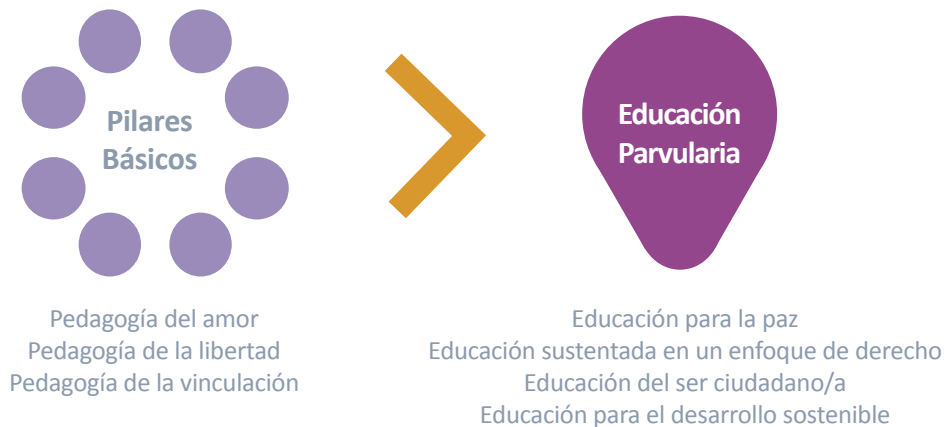 Pilares
Básicos
Educación
Parvularia
Pedagogía del amor
Pedagogía de la libertad
Pedagogía de la vinculación
Educación para la paz
Educación sustentada en un enfoque de derecho
Educación del ser ciudadano/a
Educación para el desarrollo sostenible